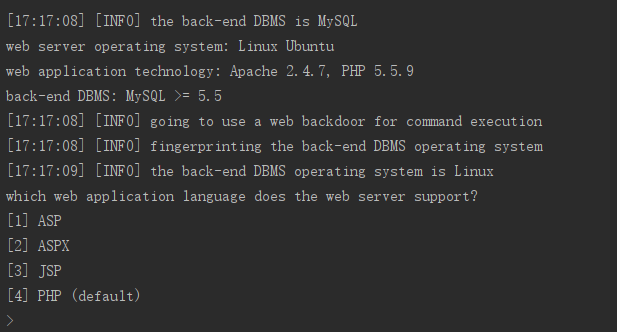 [17:17:08] [INFO] the back-end DBMS is MySQL
web server operating system: Linux Ubuntu
web application technology: Apache 2.4.7, PHP 5.5.9
back-end DBMS: MySQL >= 5.5
[17:17:08] [INFO] going to use a web backdoor for command execution
[17:17:08] [INFO] fingerprinting the back-end DBMS operating system
[17:17:09] [INFO] the back-end DBMS operating system is Linux
which web application language does the web server support?
[1] ASP
[2] ASPX
[3] JSP
[4] PHP (default)
>